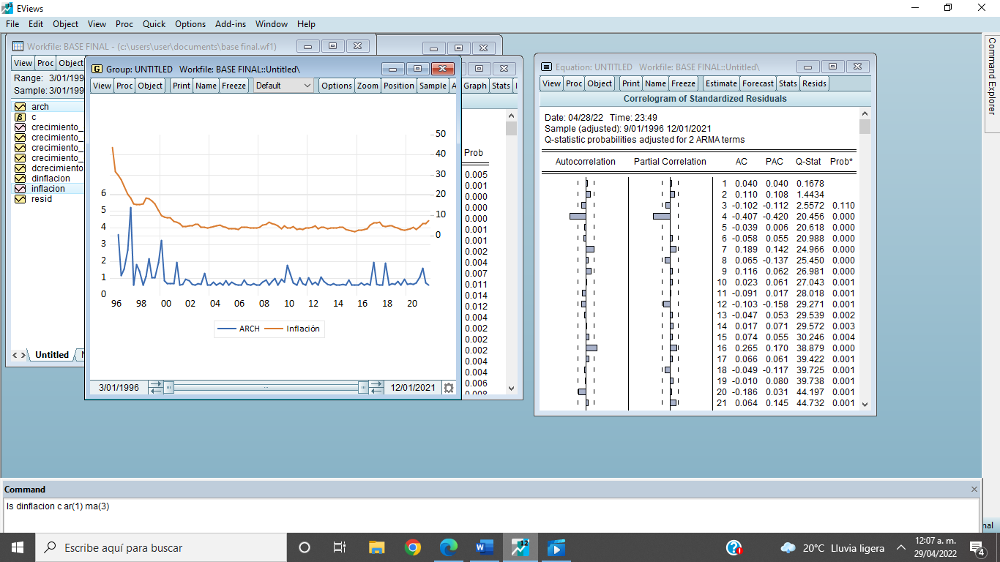 EViews
File Edit Object View Proc Quick Options Add-ins Window Help
Workfile: BASE FINAL - (c:\users\user\documents\base final.wf1)
View Proc Object
Range: 3/01/199
Sample: 3/01/199
arch
c
crecimiento_
crecimiento_
crecimiento_
crecimiento_
dcrecimiento
dinflacion
inflacion
resid
Untitled
Group: UNTITLED Workfile: BASE FINAL::Untitled\
View Proc Object Print Name Freeze Default Options Zoom Position Sample A
50
40
30
20
10
0
6
5
4
3
2
1
0
96 98 00 02 04 06 08 10 12 14 16 18 20
ARCH Inflación
3/01/1996 12/01/2021
Graph Stats
Prob
0.005
0.001
0.000
0.000
0.000
0.001
0.001
0.002
0.004
0.007
0.011
0.014
0.012
0.004
0.002
0.002
0.002
0.004
0.004
0.006
0.008
Equation: UNTITLED Workfile: BASE FINAL::Untitled\
View Proc Object Print Name Freeze Estimate Forecast Stats Resids
Correlogram of Standardized Residuals
Date: 04/28/22 Time: 23:49
Sample (adjusted): 9/01/1996 12/01/2021
Q-statistic probabilities adjusted for 2 ARMA terms
Autocorrelation Partial Correlation AC PAC Q-Stat Prob*
1 0.040 0.040 0.1678
2 0.110 0.108 1.4434
3 -0.102 -0.112 2.5572 0.110
4 -0.407 -0.420 20.456 0.000
5 -0.039 0.006 20.618 0.000
6 -0.058 0.055 20.988 0.000
7 0.189 0.142 24.966 0.000
8 0.065 -0.137 25.450 0.000
9 0.116 0.062 26.981 0.000
10 0.023 0.061 27.043 0.001
11 -0.091 0.017 28.018 0.001
12 -0.103 -0.158 29.271 0.001
13 -0.047 0.053 29.539 0.002
14 0.017 0.071 29.572 0.003
15 0.074 0.055 30.246 0.004
16 0.265 0.170 38.879 0.000
17 0.066 0.061 39.422 0.001
18 -0.049 -0.117 39.725 0.001
19 -0.010 0.080 39.738 0.001
20 -0.186 0.031 44.197 0.001
21 0.064 0.145 44.732 0.001
Command Explorer
Command
ls dinflacion c ar(1) ma(3)
nal
Escribe aquí para buscar
12
20°C Lluvia ligera
12:07 a. m.
29/04/2022
4